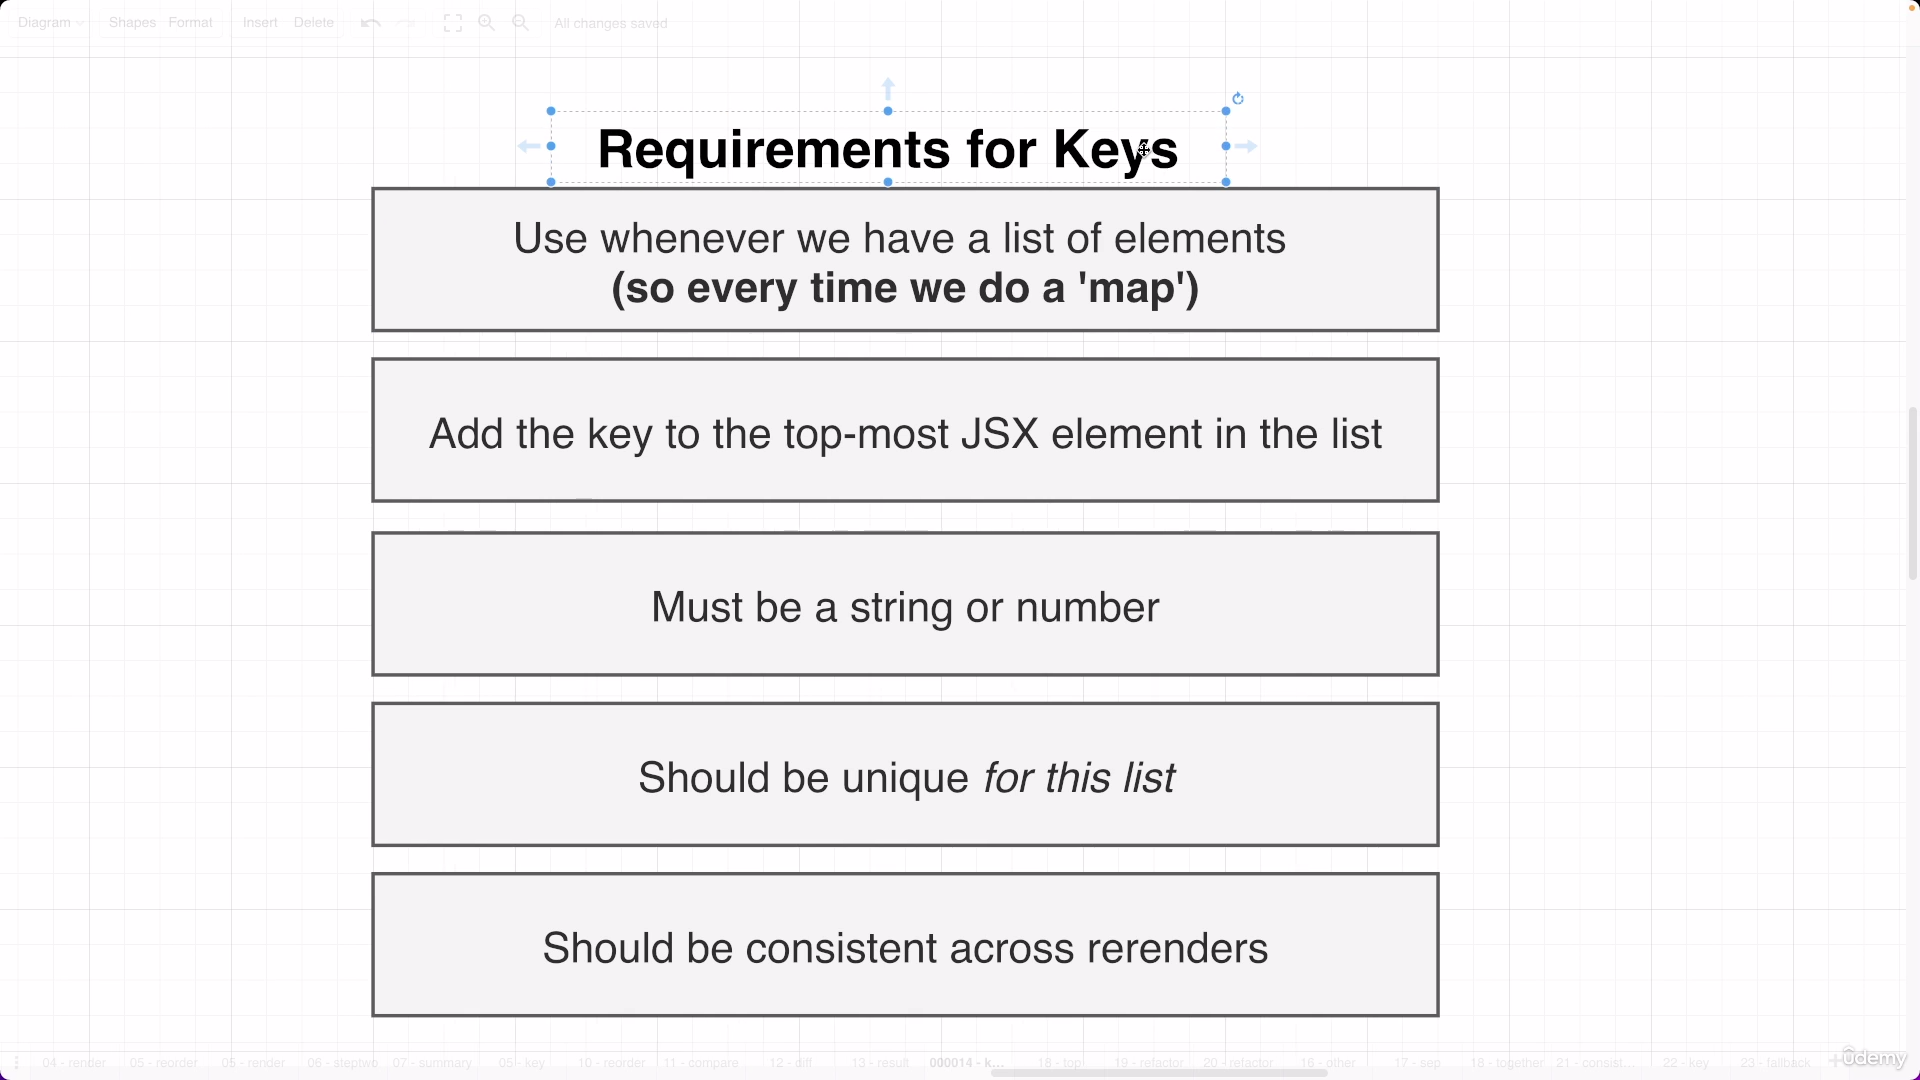 Diagram Shapes Format Insert Delete All changes saved
Requirements for Keys
Use whenever we have a list of elements
(so every time we do a 'map')
Add the key to the top-most JSX element in the list
Must be a string or number
Should be unique for this list
Should be consistent across rerenders
04 - render 05 - reorder 05 - render 06 - steptwo 07 - summary 05 - key 10 - reorder 11 - compare 12 - diff 13 - result 000014 - k... 18 - top 19 - refactor 20 - refactor 16 - other 17 - sep 18 - together 21 - consist... 22 - key 23 - fallback
ûdemy